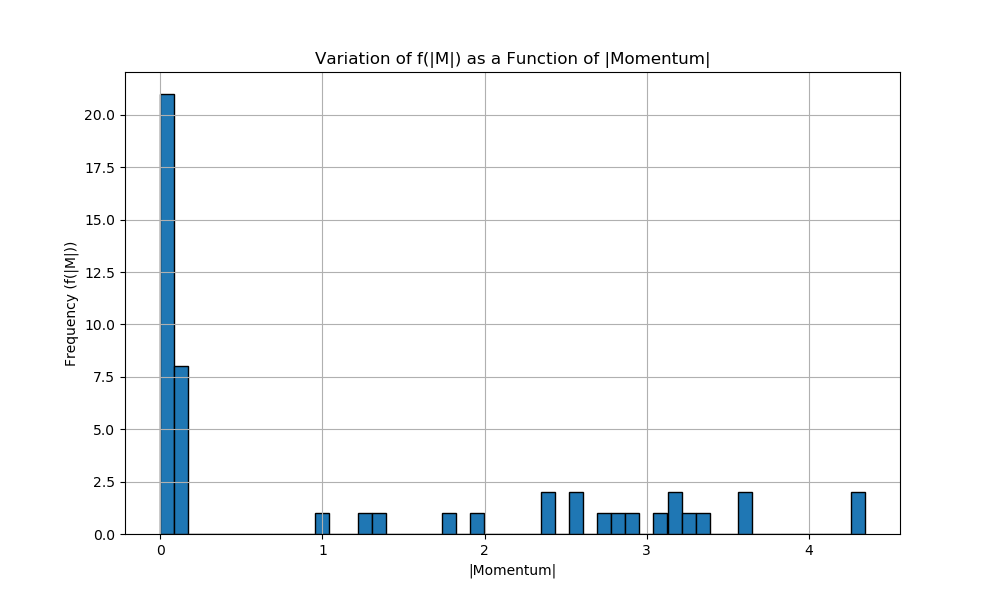 Variation of f(|M|) as a Function of |Momentum|
Frequency (f(|M|))
20.0
17.5
15.0
12.5
10.0
7.5
5.0
2.5
0.0
0 1 2 3 4
|Momentum|